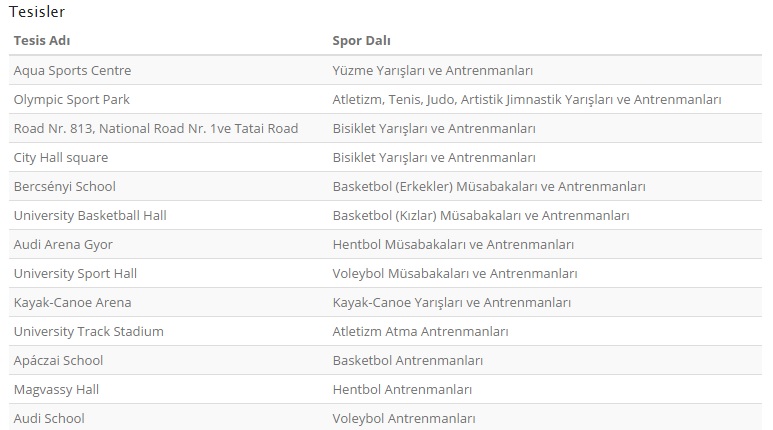 Tesisler
Tesis Adı Spor Dalı
Aqua Sports Centre Yüzme Yarışları ve Antrenmanları
Olympic Sport Park Atletizm, Tenis, Judo, Artistik Jimnastik Yarışları ve Antrenmanları
Road Nr. 813, National Road Nr. 1ve Tatai Road Bisiklet Yarışları ve Antrenmanları
City Hall square Bisiklet Yarışları ve Antrenmanları
Bercsényi School Basketbol (Erkekler) Müsabakaları ve Antrenmanları
University Basketball Hall Basketbol (Kızlar) Müsabakaları ve Antrenmanları
Audi Arena Gyor Hentbol Müsabakaları ve Antrenmanları
University Sport Hall Voleybol Müsabakaları ve Antrenmanları
Kayak-Canoe Arena Kayak-Canoe Yarışları ve Antrenmanları
University Track Stadium Atletizm Atma Antrenmanları
Apáczai School Basketbol Antrenmanları
Magvassy Hall Hentbol Antrenmanları
Audi School Voleybol Antrenmanları